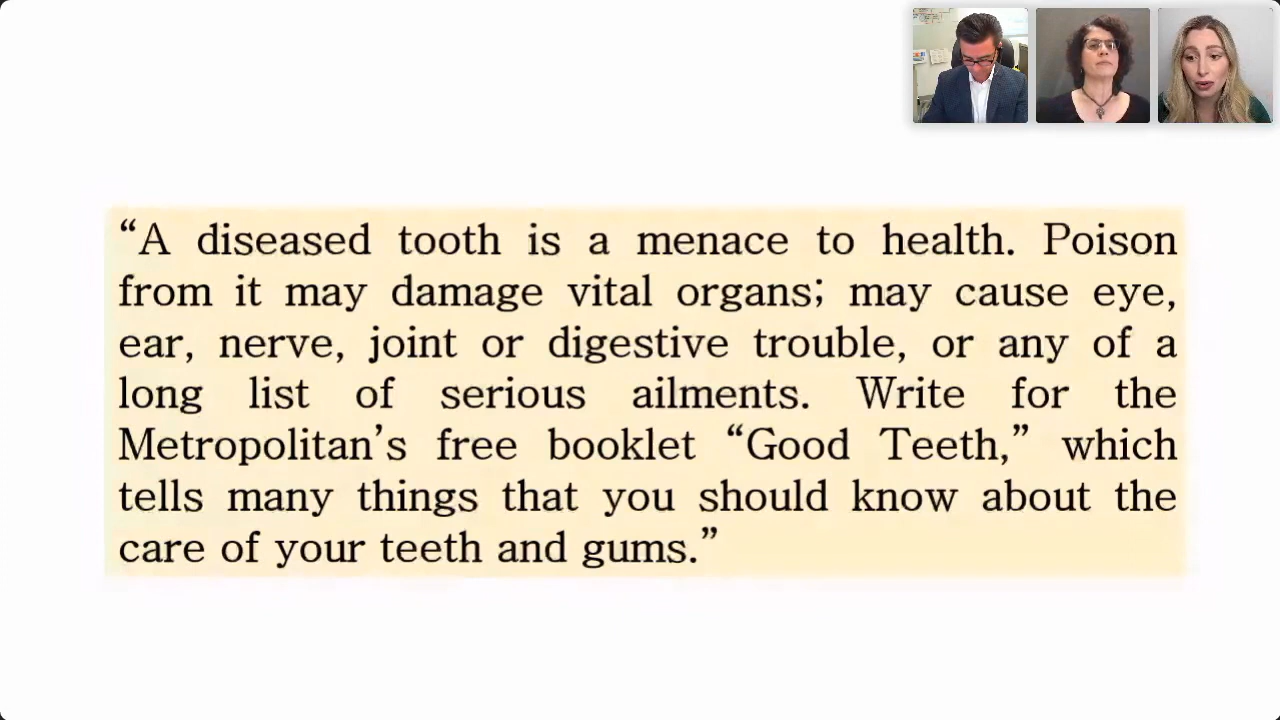 “A diseased tooth is a menace to health. Poison
from it may damage vital organs; may cause eye,
ear, nerve, joint or digestive trouble, or any of a
long list of serious ailments. Write for the
Metropolitan’s free booklet “Good Teeth,” which
tells many things that you should know about the
care of your teeth and gums.”